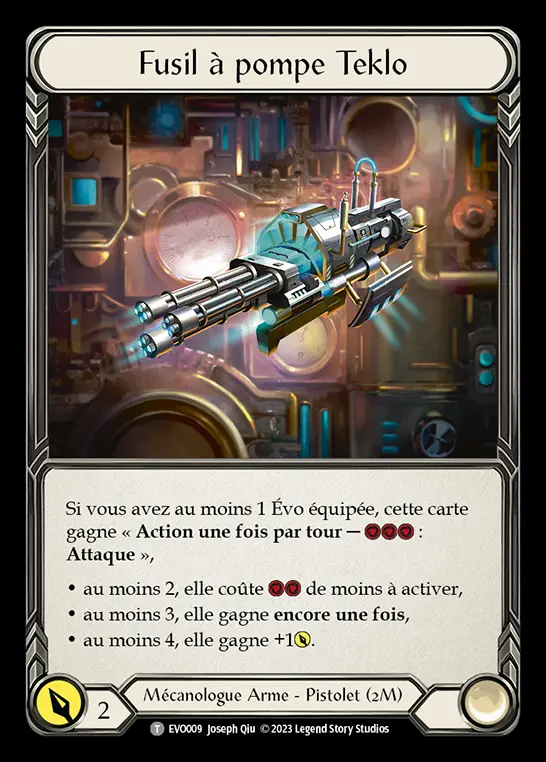 Fusil à pompe Teklo
Si vous avez au moins 1 Évo équipée, cette carte
gagne « Action une fois par tour — :
Attaque »,
• au moins 2, elle coûte de moins à activer,
• au moins 3, elle gagne encore une fois,
• au moins 4, elle gagne +1.
2
Mécanologue Arme - Pistolet (2M)
T EVO009 Joseph Qiu © 2023 Legend Story Studios